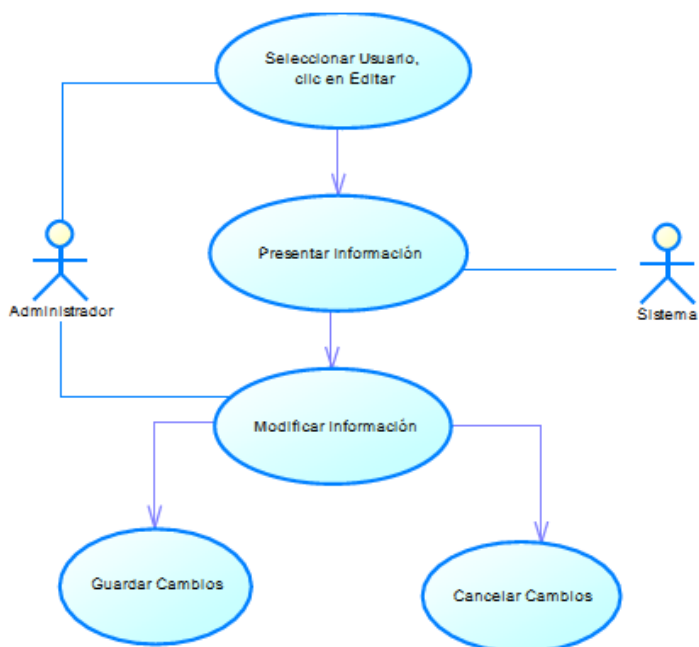 Seleccionar Usuario,
clic en Editar
Presentar Información
Administrador
Sistema
Modificar Información
Guardar Cambios
Cancelar Cambios